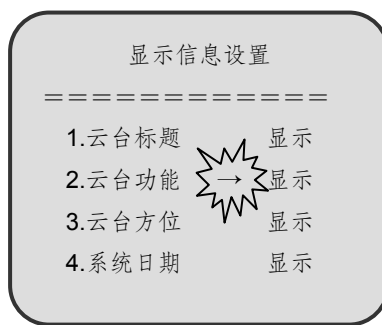 显示信息设置
============
1.云台标题 显示
2.云台功能 → 显示
3.云台方位 显示
4.系统日期 显示